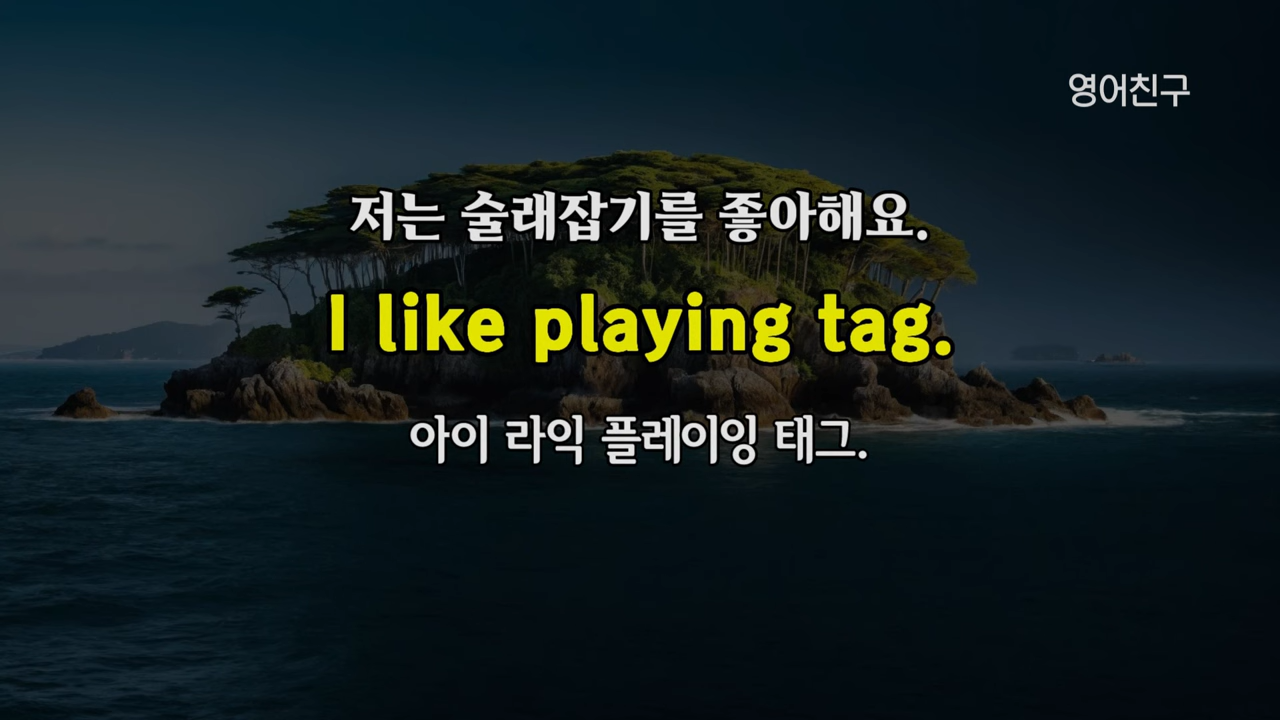 영어친구
저는 술래잡기를 좋아해요.
I like playing tag.
아이 라익 플레이잉 태그.